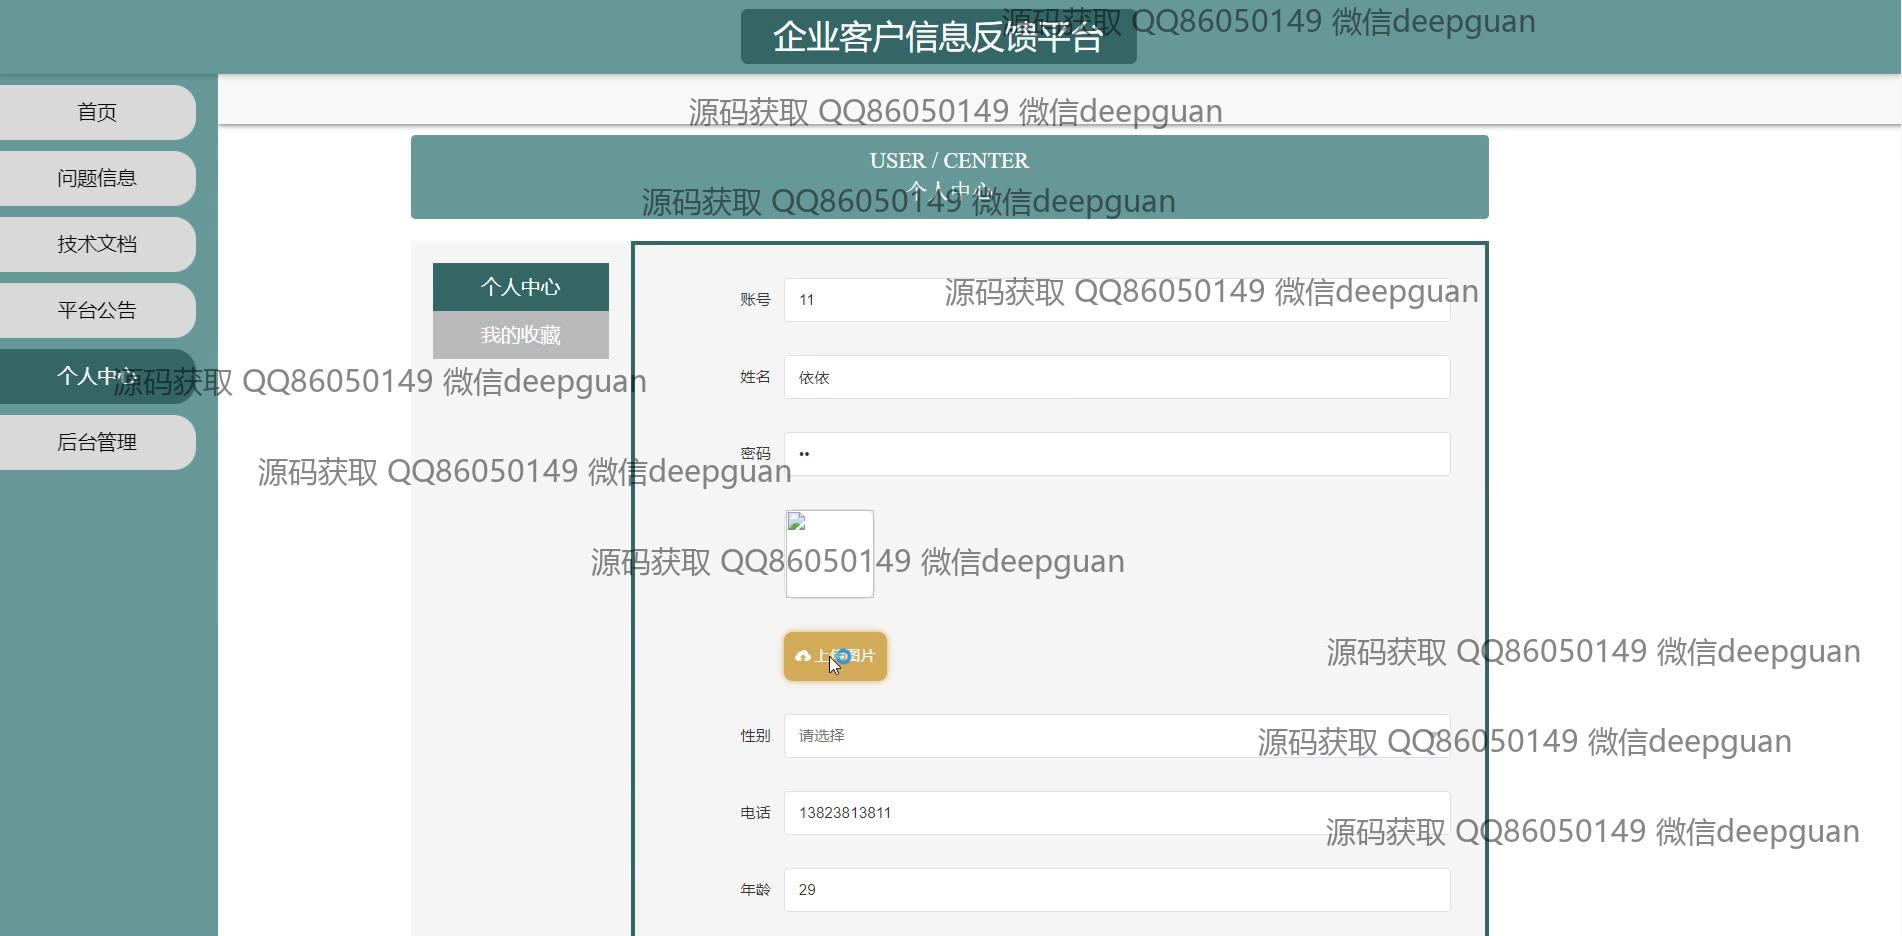 企业客户信息反馈平台
源码获取 QQ86050149 微信deepguan
首页
源码获取 QQ86050149 微信deepguan
USER / CENTER
问题信息
个人中心
源码获取 QQ86050149 微信deepguan
技术文档
个人中心
账号
11
源码获取 QQ86050149 微信deepguan
平台公告
我的收藏
个人中心
源码获取 QQ86050149 微信deepguan
姓名
依依
后台管理
密码
••
源码获取 QQ86050149 微信deepguan
源码获取 QQ86050149 微信deepguan
上传图片
源码获取 QQ86050149 微信deepguan
性别
请选择
源码获取 QQ86050149 微信deepguan
电话
13823813811
源码获取 QQ86050149 微信deepguan
年龄
29